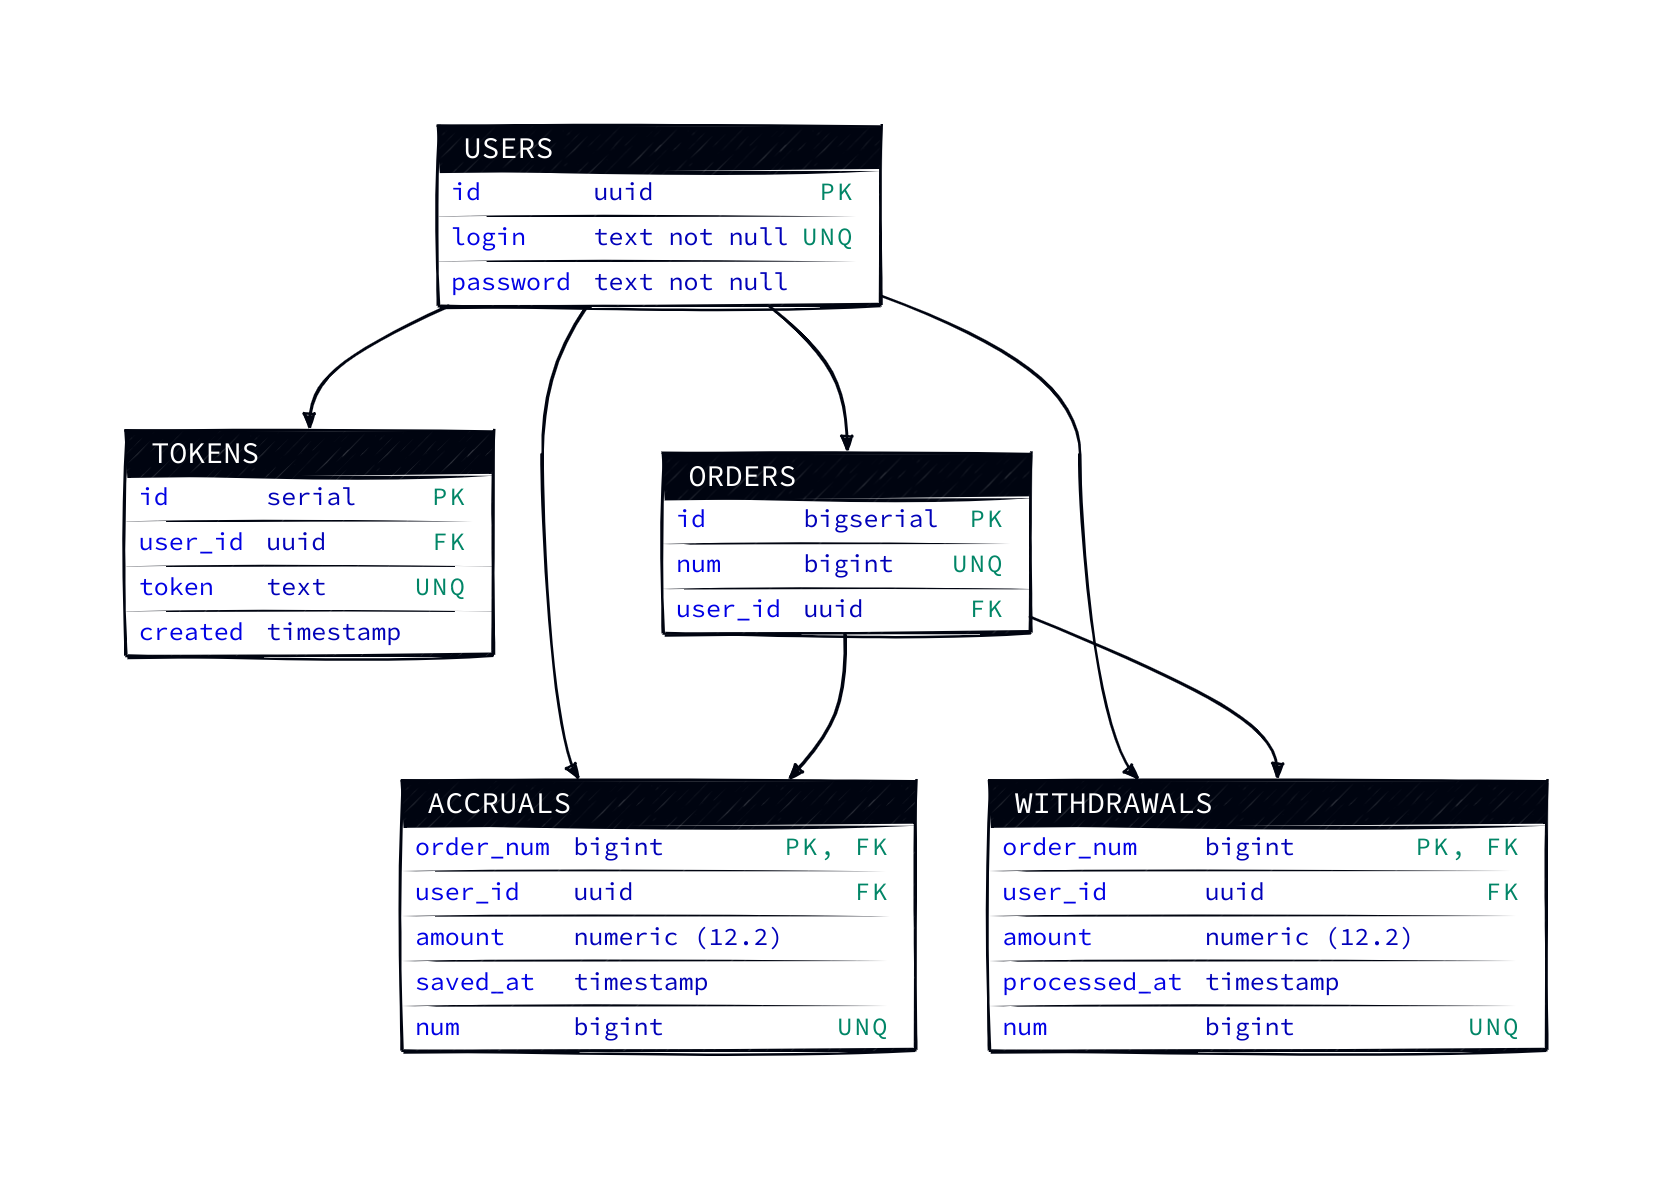 USERS
id uuid PK
login text not null UNQ
password text not null
TOKENS
id serial PK
user_id uuid FK
token text UNQ
created timestamp
ORDERS
id bigserial PK
num bigint UNQ
user_id uuid FK
ACCRUALS
order_num bigint PK, FK
user_id uuid FK
amount numeric (12.2)
saved_at timestamp
num bigint UNQ
WITHDRAWALS
order_num bigint PK, FK
user_id uuid FK
amount numeric (12.2)
processed_at timestamp
num bigint UNQ